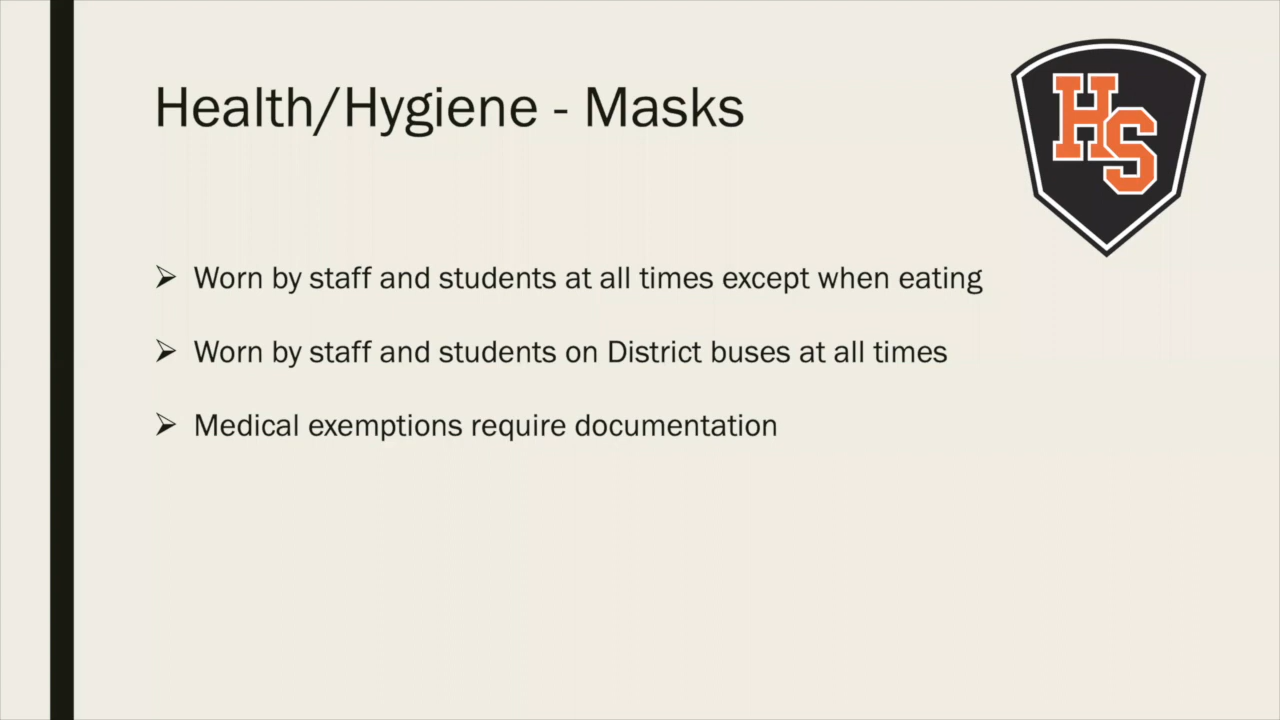 Health/Hygiene - Masks
HS
➢ Worn by staff and students at all times except when eating
➢ Worn by staff and students on District buses at all times
➢ Medical exemptions require documentation